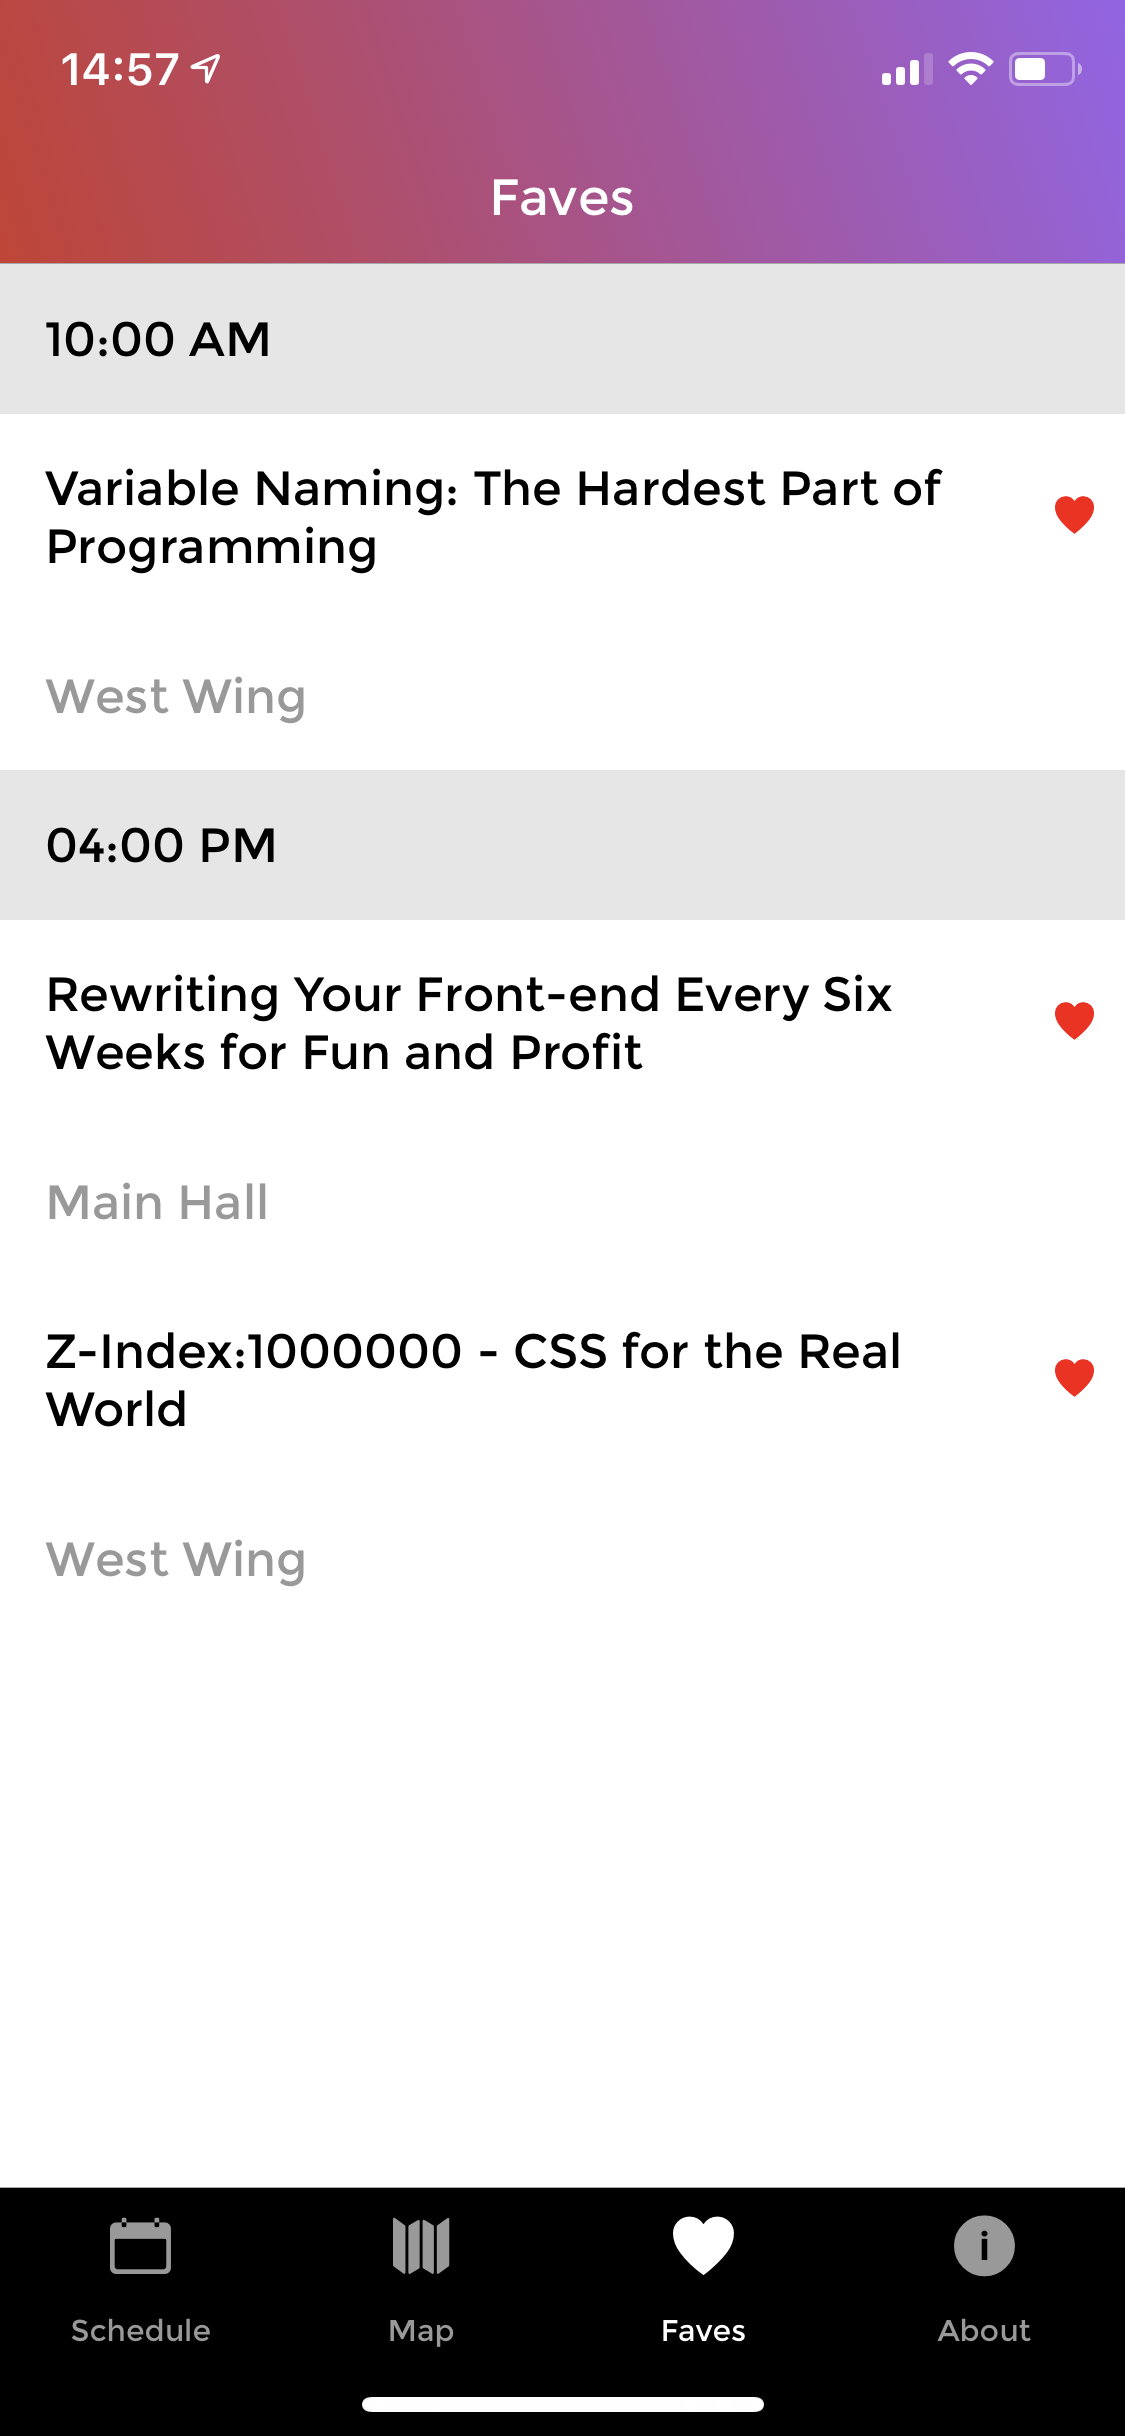 14:57
Faves
10:00 AM
Variable Naming: The Hardest Part of
Programming
West Wing
04:00 PM
Rewriting Your Front-end Every Six
Weeks for Fun and Profit
Main Hall
Z-Index:1000000 - CSS for the Real
World
West Wing
Schedule Map Faves About